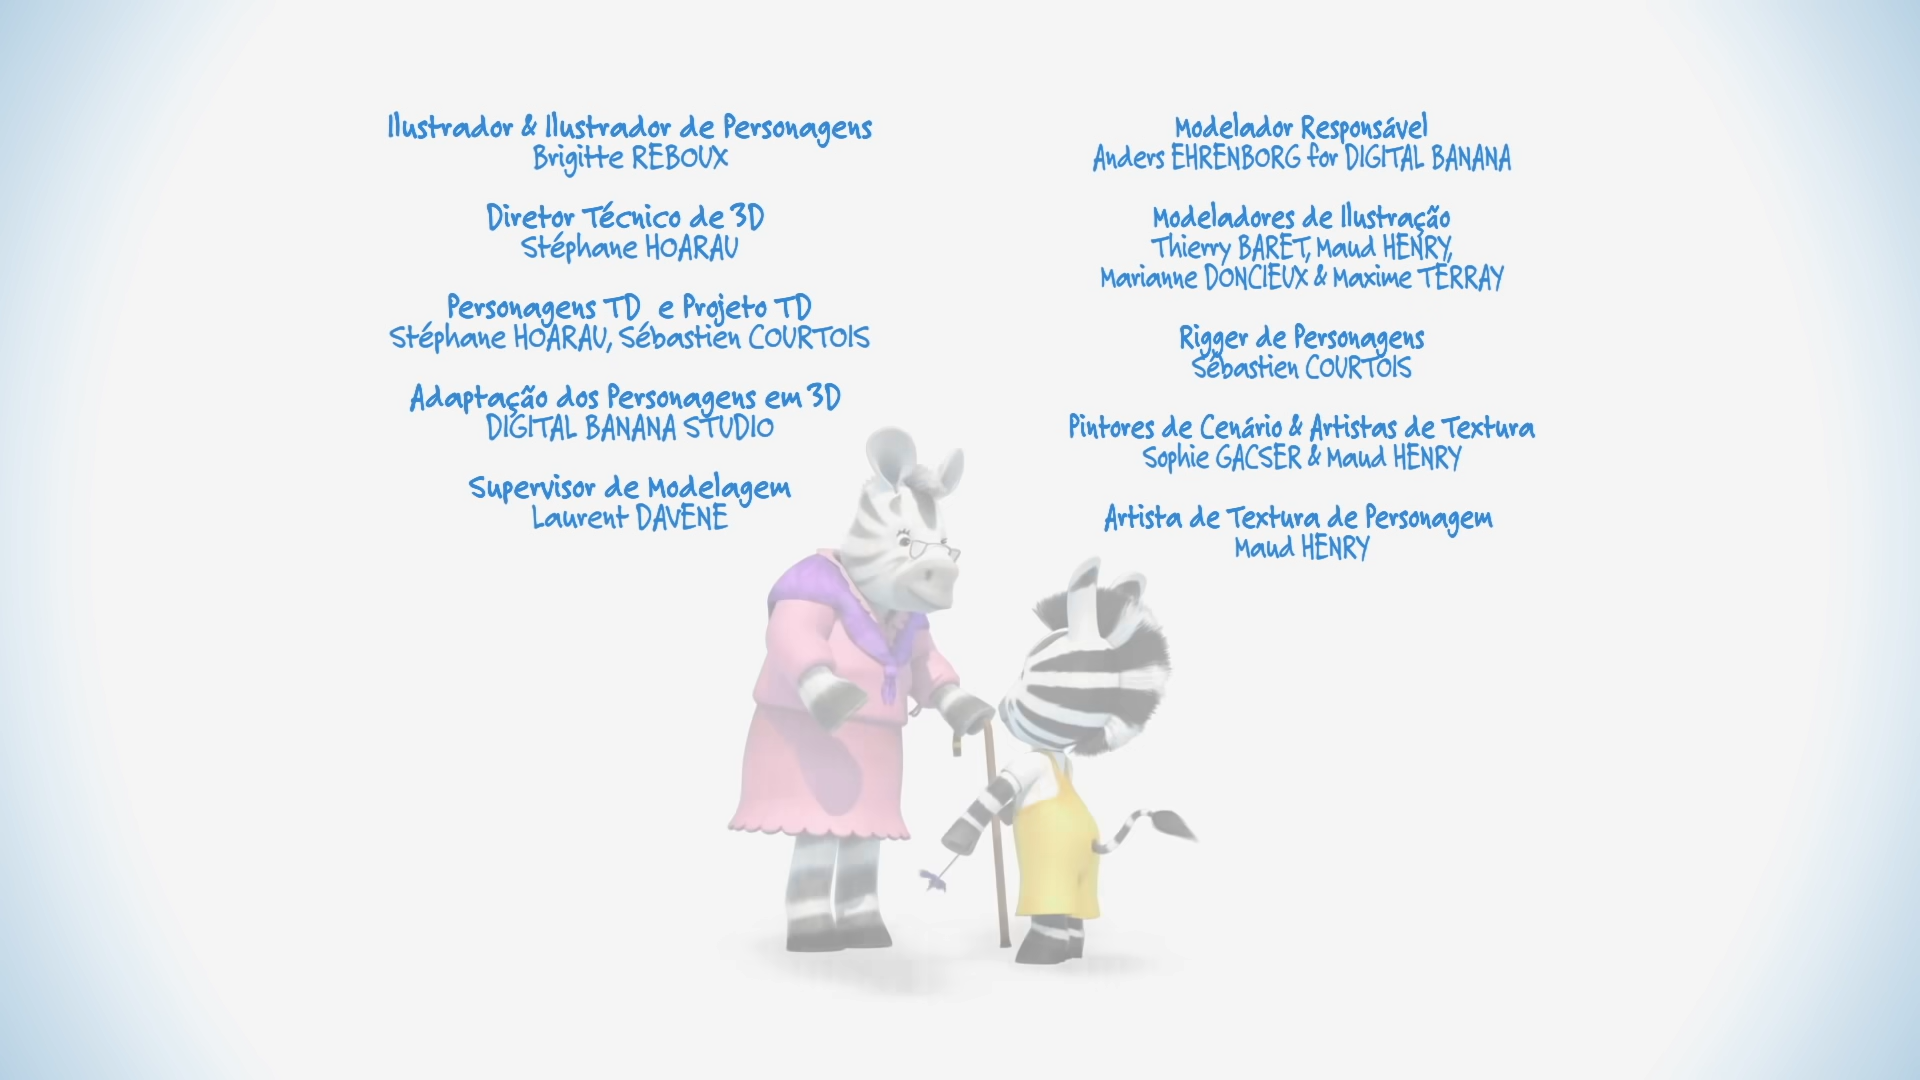 Ilustrador & Ilustrador de Personagens
Brigitte REBOUX
Diretor Técnico de 3D
Stéphane HOARAU
Personagens TD e Projeto TD
Stéphane HOARAU, Sébastien COURTOIS
Adaptação dos Personagens em 3D
DIGITAL BANANA STUDIO
Supervisor de Modelagem
Laurent DAVENE
Modelador Responsável
Anders EHRENBORG for DIGITAL BANANA
Modeladores de Ilustração
Thierry BARET, Maud HENRY,
Marianne DONCIEUX & Maxime TERRAY
Rigger de Personagens
Sébastien COURTOIS
Pintores de Cenário & Artistas de Textura
Sophie GACSER & Maud HENRY
Artista de Textura de Personagem
Maud HENRY